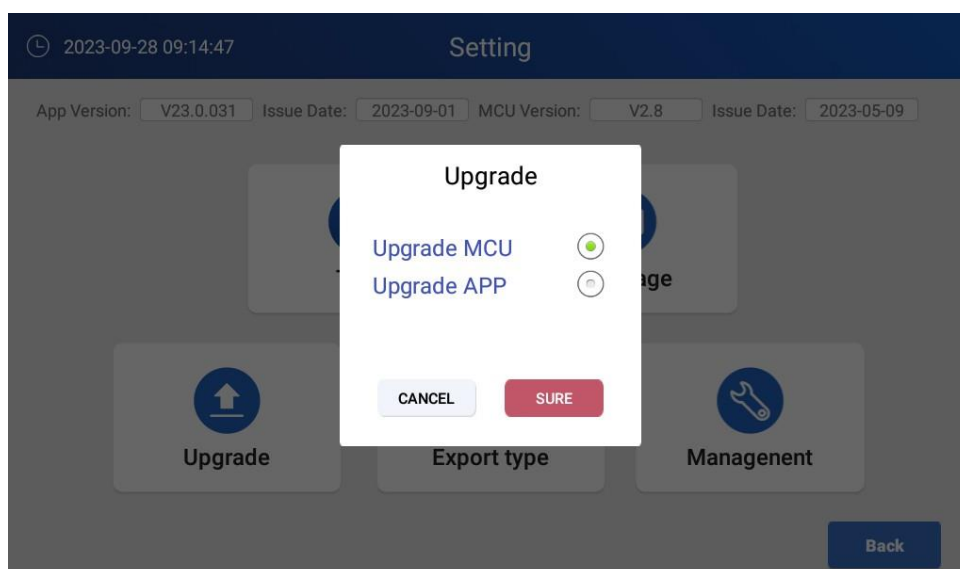 2023-09-28 09:14:47 Setting
App Version: V23.0.031 Issue Date: 2023-09-01 MCU Version: V2.8 Issue Date: 2023-05-09
Upgrade
Upgrade MCU
Upgrade APP
CANCEL SURE
Upgrade Export type Managenent
Back